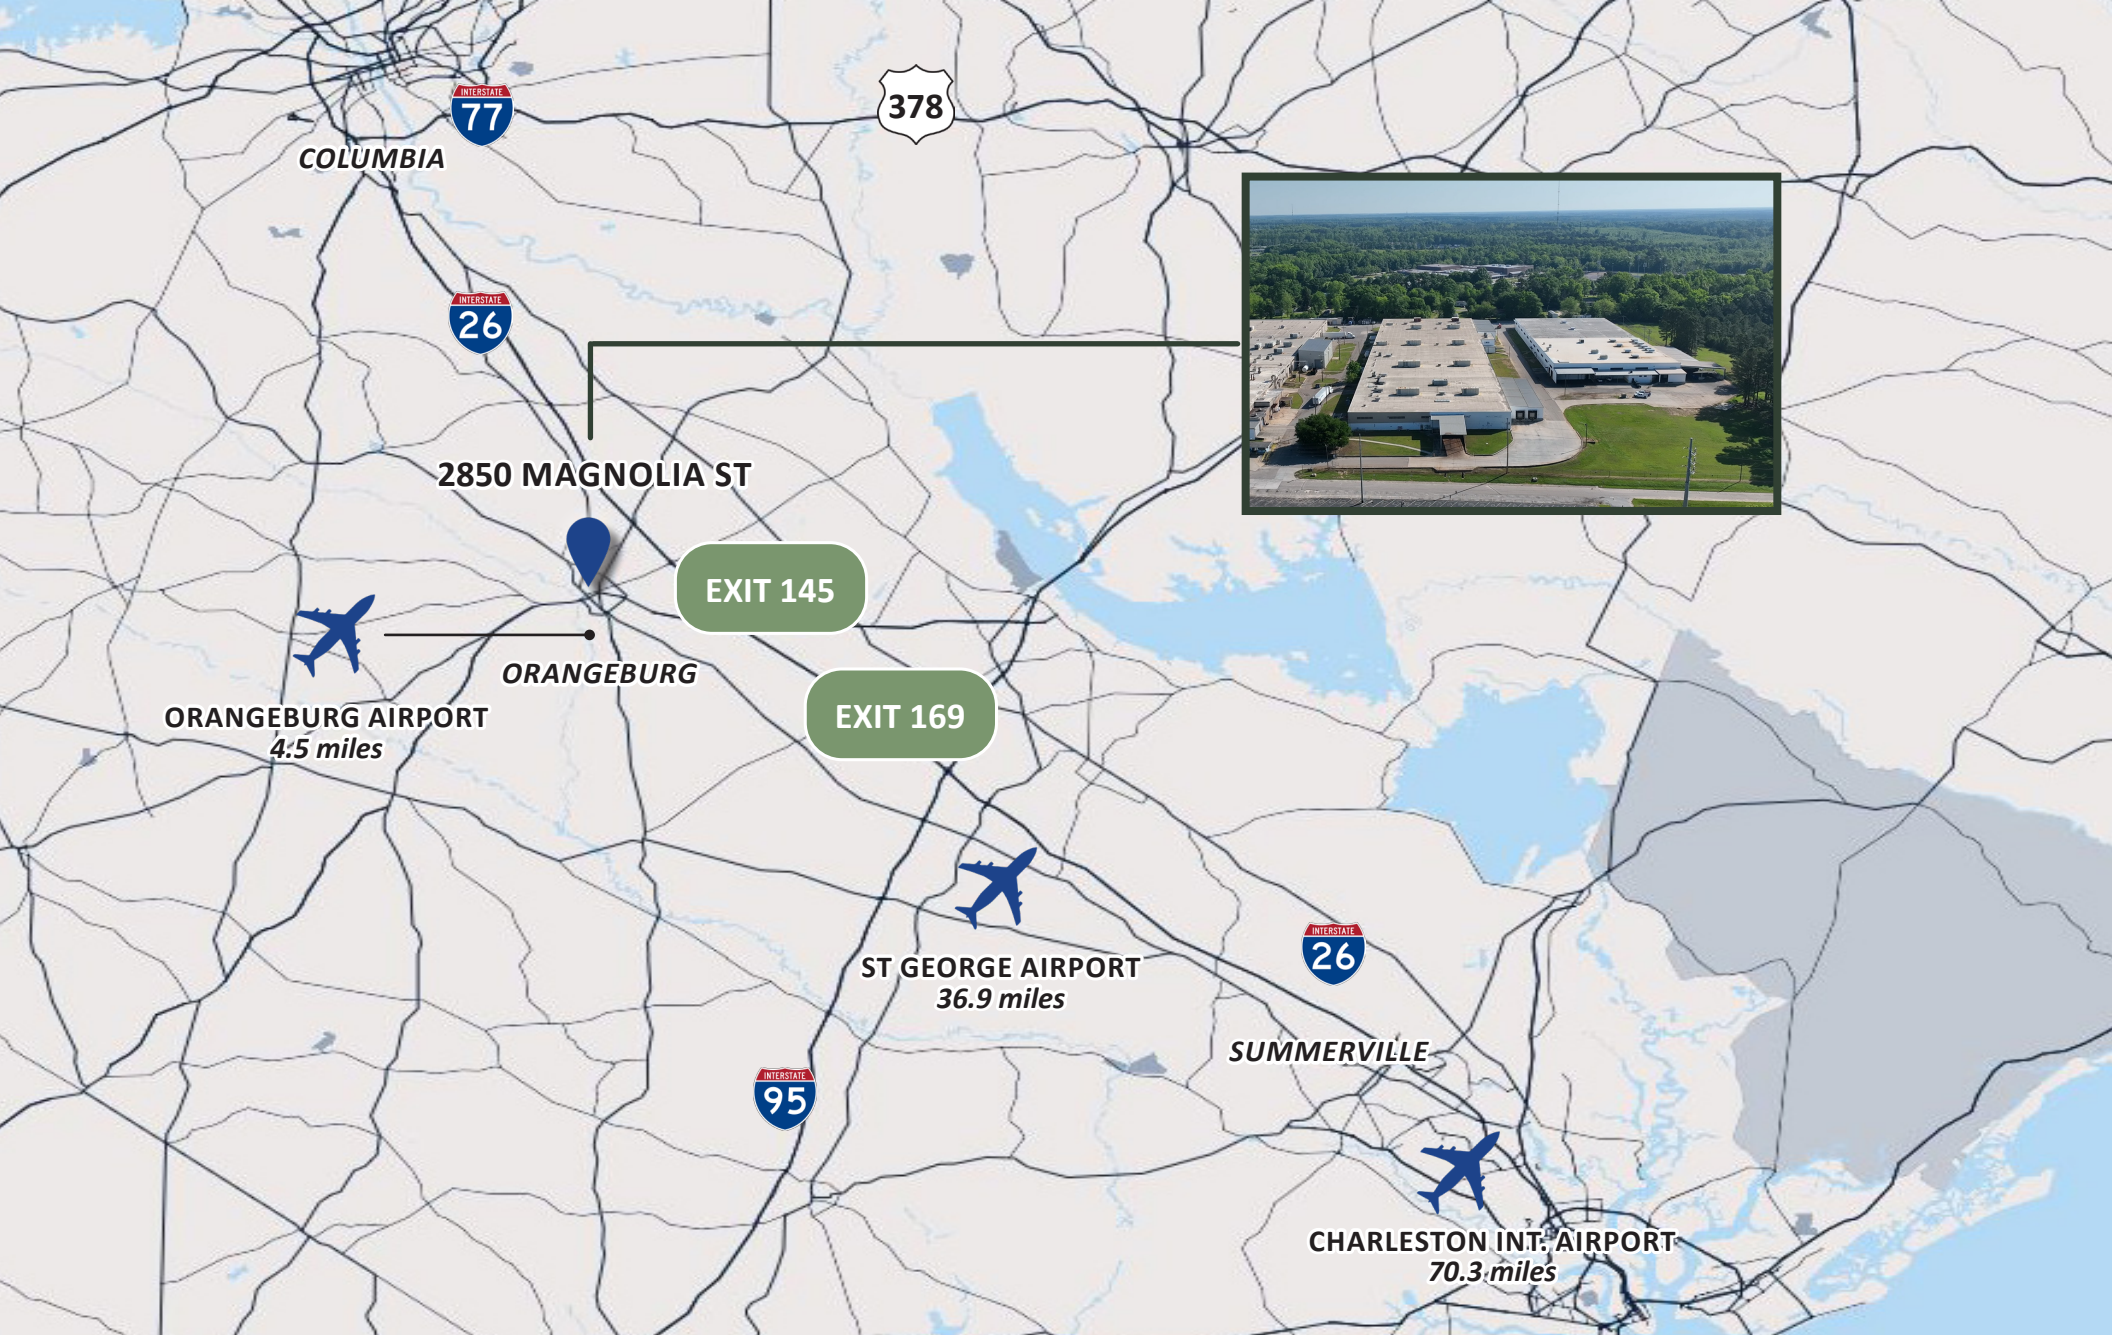 INTERSTATE
77
378
COLUMBIA
INTERSTATE
26
2850 MAGNOLIA ST
EXIT 145
ORANGEBURG
EXIT 169
ORANGEBURG AIRPORT
4.5 miles
ST GEORGE AIRPORT
36.9 miles
INTERSTATE
26
SUMMERVILLE
INTERSTATE
95
CHARLESTON INT. AIRPORT
70.3 miles